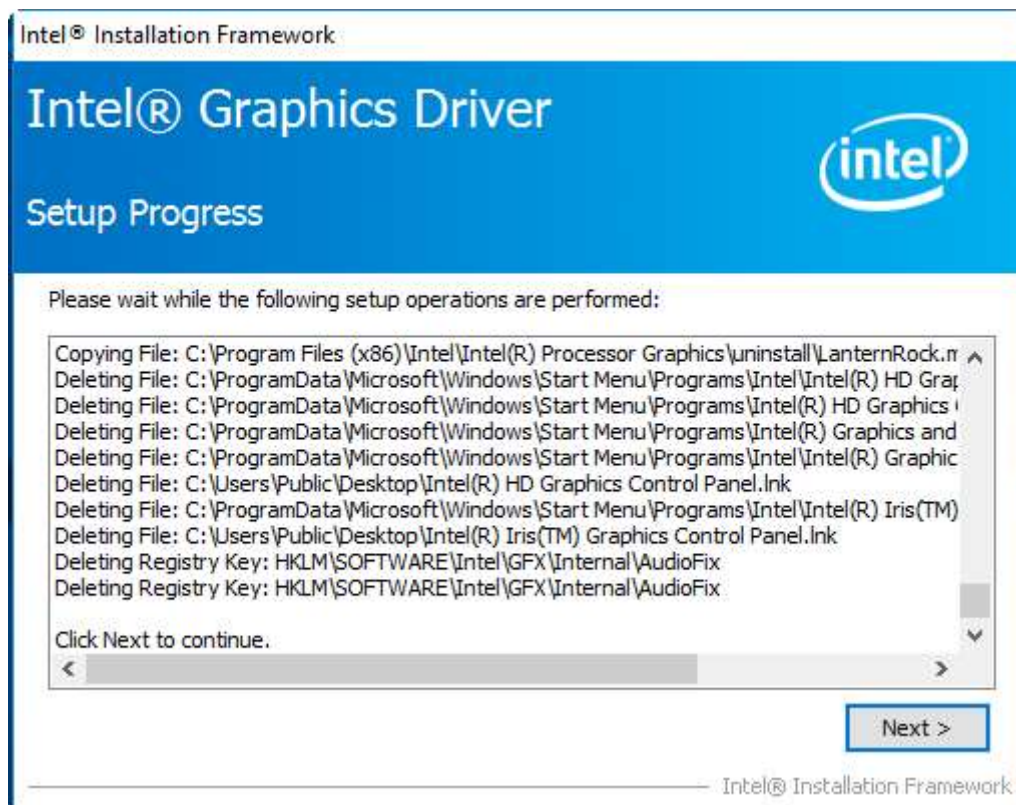 Intel® Installation Framework
Intel® Graphics Driver
intel
Setup Progress
Please wait while the following setup operations are performed:
Copying File: C:\Program Files (x86)\Intel\Intel(R) Processor Graphics\uninstall\LanternRock.m
Deleting File: C:\ProgramData\Microsoft\Windows\Start Menu\Programs\Intel\Intel(R) HD Grap
Deleting File: C:\ProgramData\Microsoft\Windows\Start Menu\Programs\Intel(R) HD Graphics
Deleting File: C:\ProgramData\Microsoft\Windows\Start Menu\Programs\Intel(R) Graphics and
Deleting File: C:\ProgramData\Microsoft\Windows\Start Menu\Programs\Intel\Intel(R) Graphic
Deleting File: C:\Users\Public\Desktop\Intel(R) HD Graphics Control Panel.lnk
Deleting File: C:\ProgramData\Microsoft\Windows\Start Menu\Programs\Intel\Intel(R) Iris(TM)
Deleting File: C:\Users\Public\Desktop\Intel(R) Iris(TM) Graphics Control Panel.lnk
Deleting Registry Key: HKLM\SOFTWARE\Intel\GFX\Internal\AudioFix
Deleting Registry Key: HKLM\SOFTWARE\Intel\GFX\Internal\AudioFix
Click Next to continue.
Next >
Intel® Installation Framework